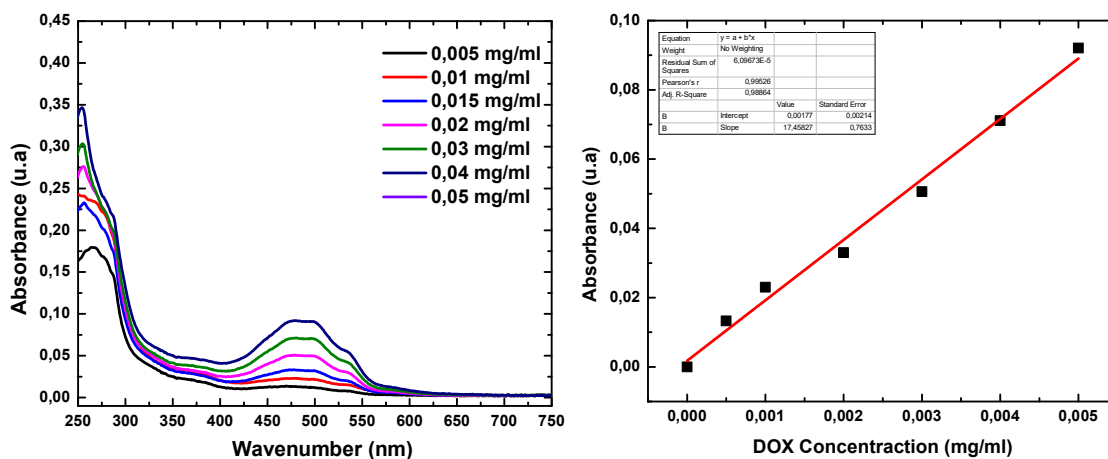 0,005 mg/ml
0,01 mg/ml
0,015 mg/ml
0,02 mg/ml
0,03 mg/ml
0,04 mg/ml
0,05 mg/ml
Absorbance (u.a)
0,45
0,40
0,35
0,30
0,25
0,20
0,15
0,10
0,05
0,00
250 300 350 400 450 500 550 600 650 700 750
Wavenumber (nm)
Equation y = a + b*x
Weight No Weighting
Residual Sum of Squares 6,09673E-5
Pearson's r 0,99526
Adj. R-Square 0,98864
Value Standard Error
B Intercept 0,00177 0,00214
B Slope 17,45827 0,7633
Absorbance (u.a)
0,10
0,08
0,06
0,04
0,02
0,00
0,000 0,001 0,002 0,003 0,004 0,005
DOX Concentraction (mg/ml)